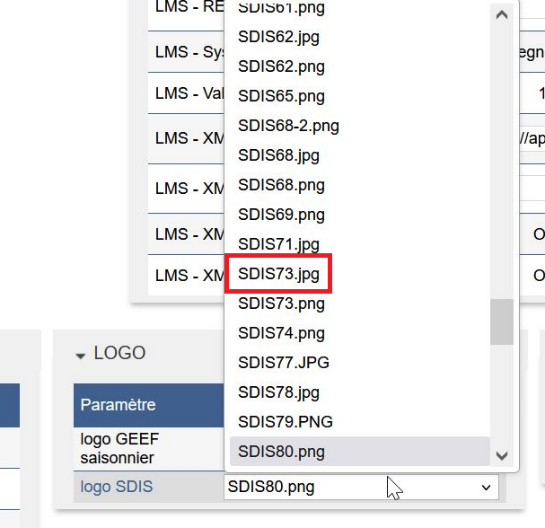 LMS - RE
SDIS61.png
SDIS62.jpg
LMS - Sy
SDIS62.png
egn
LMS - Val
SDIS65.png
1
SDIS68-2.png
LMS - XM
//ap
SDIS68.jpg
LMS - XM
SDIS68.png
SDIS69.png
LMS - XM
SDIS71.jpg
O
LMS - XM
SDIS73.jpg
O
SDIS73.png
SDIS74.png
LOGO
SDIS77.JPG
SDIS78.jpg
Paramètre
SDIS79.PNG
logo GEEF
saisonnier
SDIS80.png
logo SDIS
SDIS80.png